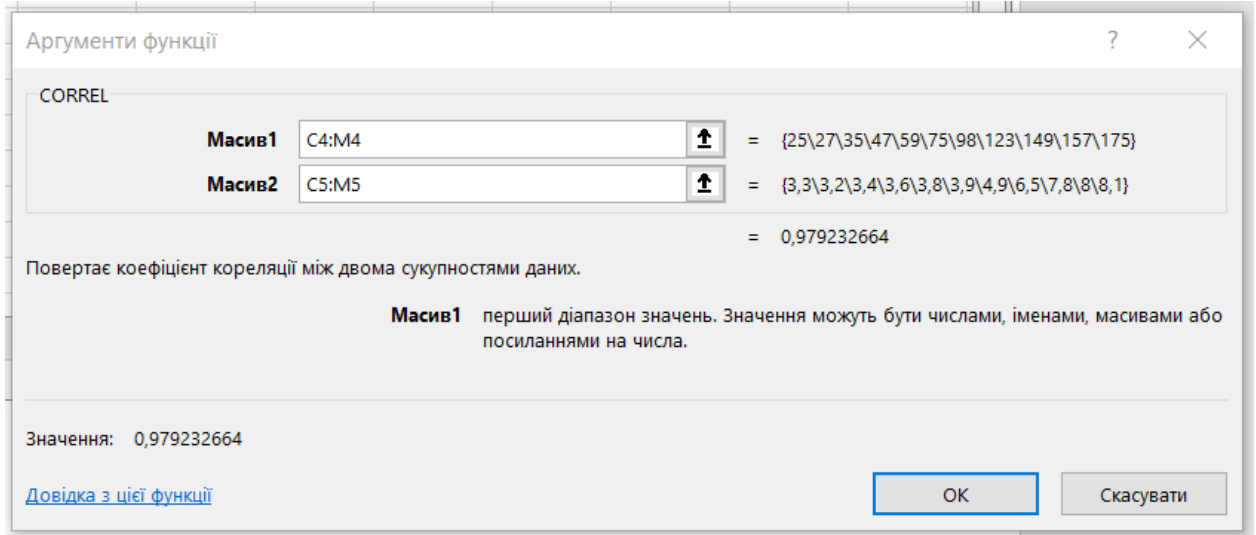 Аргументи функції ?
CORREL
Масив1 C4:M4 = {25\27\35\47\59\75\98\123\149\157\175}
Масив2 C5:M5 = {3,3\3,2\3,4\3,6\3,8\3,9\4,9\6,5\7,8\8\8,1}
= 0,979232664
Повертає коефіцієнт кореляції між двома сукупностями даних.
Масив1 перший діапазон значень. Значення можуть бути числами, іменами, масивами або
посиланнями на числа.
Значення: 0,979232664
Довідка з цієї функції ОК Скасувати